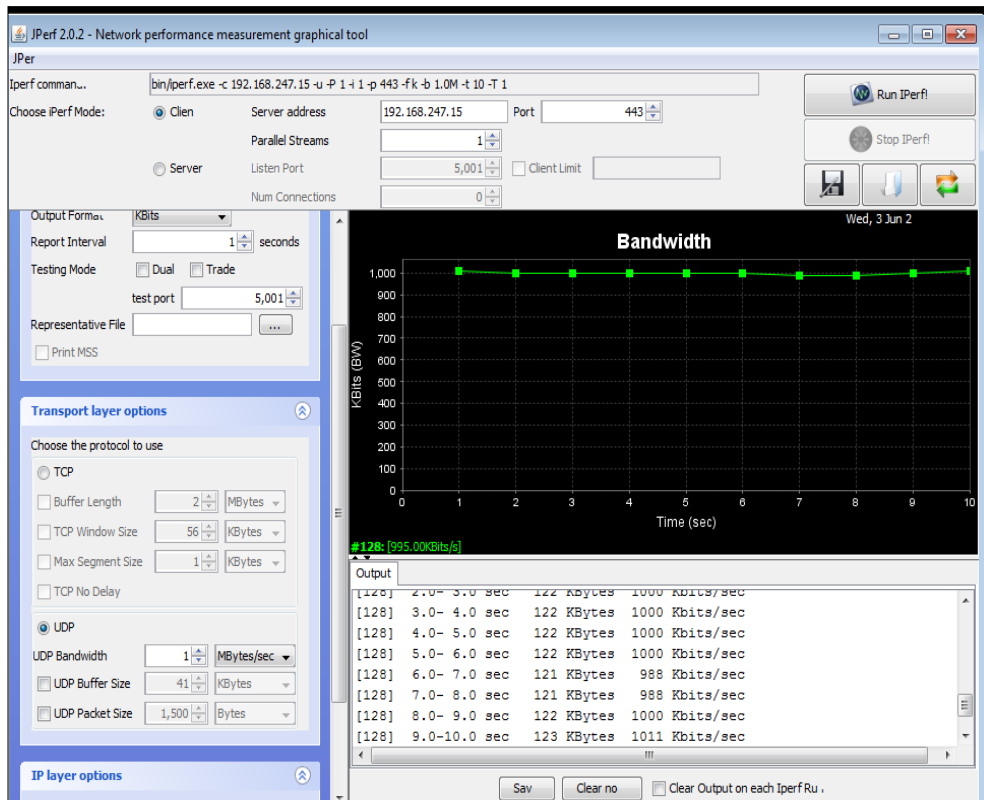 JPerf 2.0.2 - Network performance measurement graphical tool
JPer
Iperf comman...
bin/iperf.exe -c 192.168.247.15 -u -P 1 -i 1 -p 443 -f k -b 1.0M -t 10 -T 1
Run IPerf!
Choose iPerf Mode:
Clien
Server address
192.168.247.15
Port
443
Parallel Streams
1
Stop IPerf!
Server
Listen Port
5,001
Client Limit
Num Connections
0
Output Format
KBits
Report Interval
1
seconds
Testing Mode
Dual
Trade
test port
5,001
Representative File
...
Print MSS
Transport layer options
Choose the protocol to use
TCP
Buffer Length
2
MBytes
TCP Window Size
56
KBytes
Max Segment Size
1
KBytes
TCP No Delay
UDP
UDP Bandwidth
1
MBytes/sec
UDP Buffer Size
41
KBytes
UDP Packet Size
1,500
Bytes
IP layer options
Wed, 3 Jun 2
Bandwidth
KBits (BW)
1,000
900
800
700
600
500
400
300
200
100
0
0 1 2 3 4 5 6 7 8 9 10
Time (sec)
#128: [995.00KBits/s]
Output
[128] 2.0- 3.0 sec 122 KBytes 1000 Kbits/sec
[128] 3.0- 4.0 sec 122 KBytes 1000 Kbits/sec
[128] 4.0- 5.0 sec 122 KBytes 1000 Kbits/sec
[128] 5.0- 6.0 sec 122 KBytes 1000 Kbits/sec
[128] 6.0- 7.0 sec 121 KBytes 988 Kbits/sec
[128] 7.0- 8.0 sec 121 KBytes 988 Kbits/sec
[128] 8.0- 9.0 sec 122 KBytes 1000 Kbits/sec
[128] 9.0-10.0 sec 123 KBytes 1011 Kbits/sec
Sav
Clear no
Clear Output on each Iperf Ru.